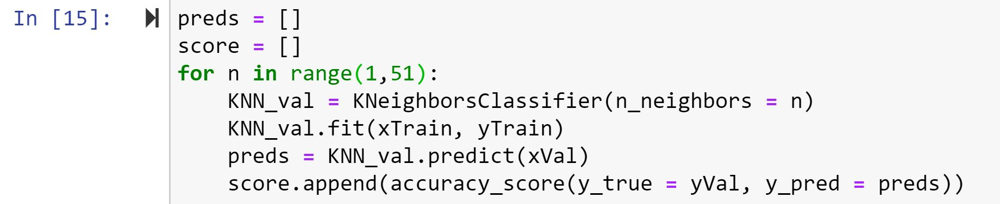 In [15]: preds = []
score = []
for n in range(1,51):
    KNN_val = KNeighborsClassifier(n_neighbors = n)
    KNN_val.fit(xTrain, yTrain)
    preds = KNN_val.predict(xVal)
    score.append(accuracy_score(y_true = yVal, y_pred = preds))